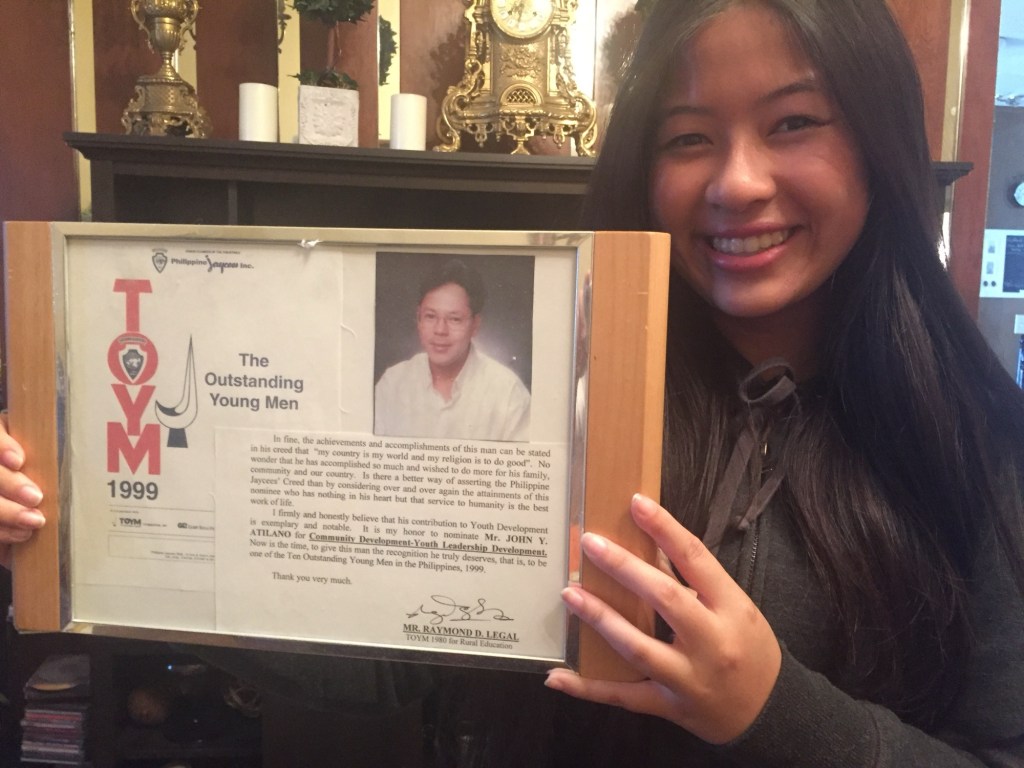 Philippine Jaycees Inc.
TOYM
1999
The
Outstanding
Young Men
TOYM
In fine, the achievements and accomplishments of this man can be stated
in his creed that "my country is my world and my religion is to do good". No
wonder that he has accomplished so much and wished to do more for his family,
community and our country. Is there a better way of asserting the Philippine
Jaycees' Creed than by considering over and over again the attainments of this
nominee who has nothing in his heart but that service to humanity is the best
work of life.
I firmly and honestly believe that his contribution to Youth Development
is exemplary and notable. It is my honor to nominate Mr. JOHN Y.
ATILANO for Community Development-Youth Leadership Development.
Now is the time, to give this man the recognition he truly deserves, that is, to be
one of the Ten Outstanding Young Men in the Philippines, 1999.
Thank you very much.
MR. RAYMOND D. LEGAL
TOYM 1980 for Rural Education